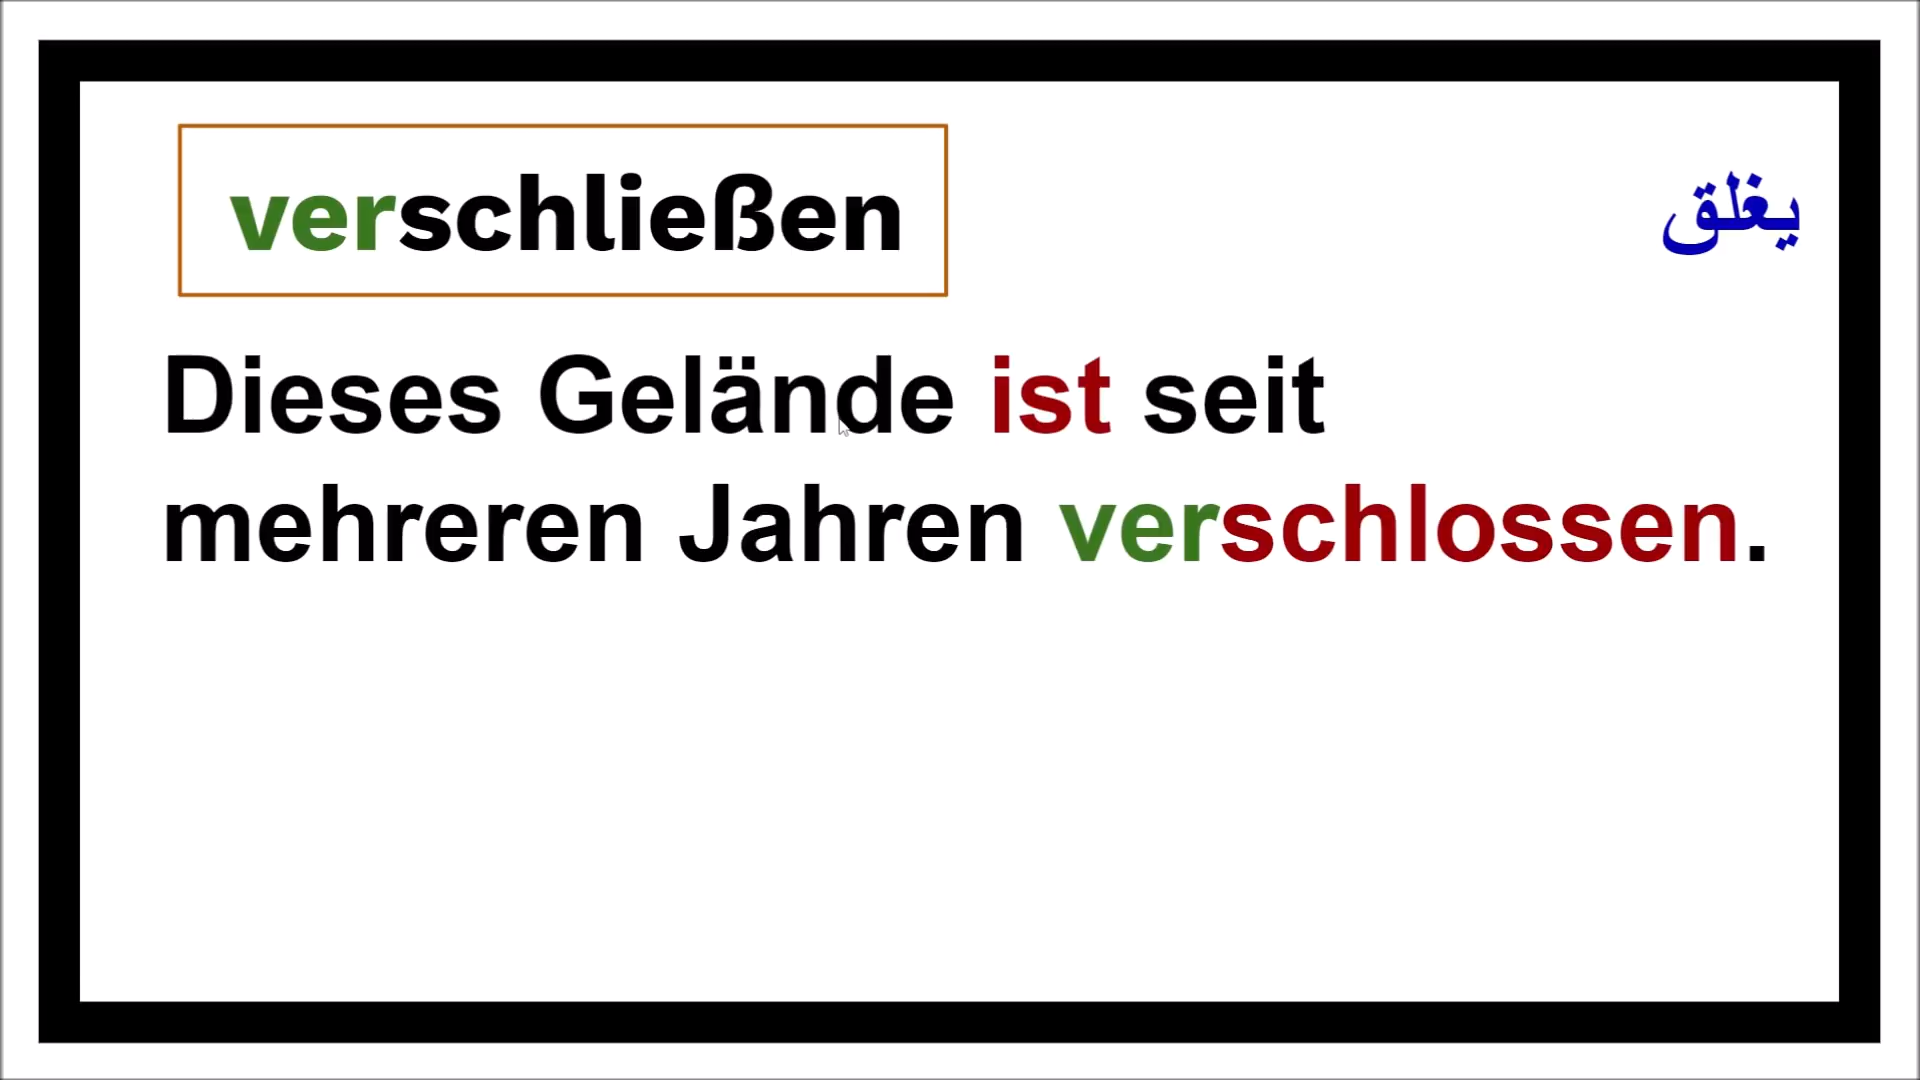 verschließen
يغلق
Dieses Gelände ist seit
mehreren Jahren verschlossen.